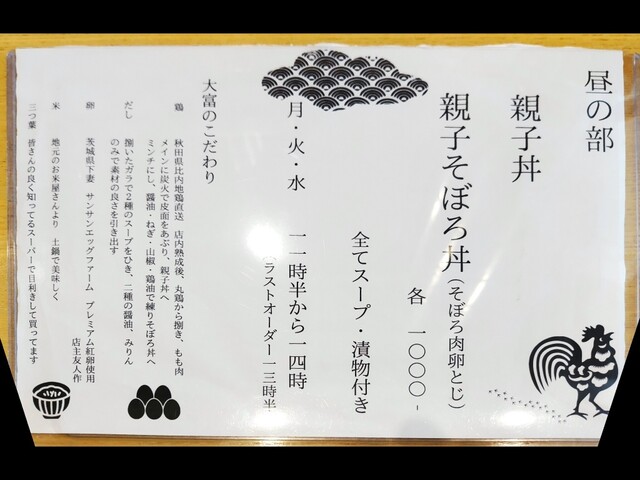 昼の部
親子丼
親子そぼろ丼(そぼろ肉卵とじ)
各 一〇〇〇-
全てスープ・漬物付き
月・火・水 一一時半から一四時
(ラストオーダー一三時半
大富のこだわり
鶏 秋田県比内地鶏直送 店内熟成後、丸鶏から捌き、もも肉
メインに炭火で皮面をあぶり、親子丼へ
ミンチにし、醤油・ねぎ・山椒・鶏油で練りそぼろ丼へ
だし 捌いたガラで2種のスープをひき、二種の醤油、みりん
のみで素材の良さを引き出す
卵 茨城県下妻 サンサンエッグファーム プレミアム紅卵使用
店主友人作
米 地元のお米屋さんより 土鍋で美味しく
三つ葉 皆さんの良く知ってるスーパーで目利きして買ってます